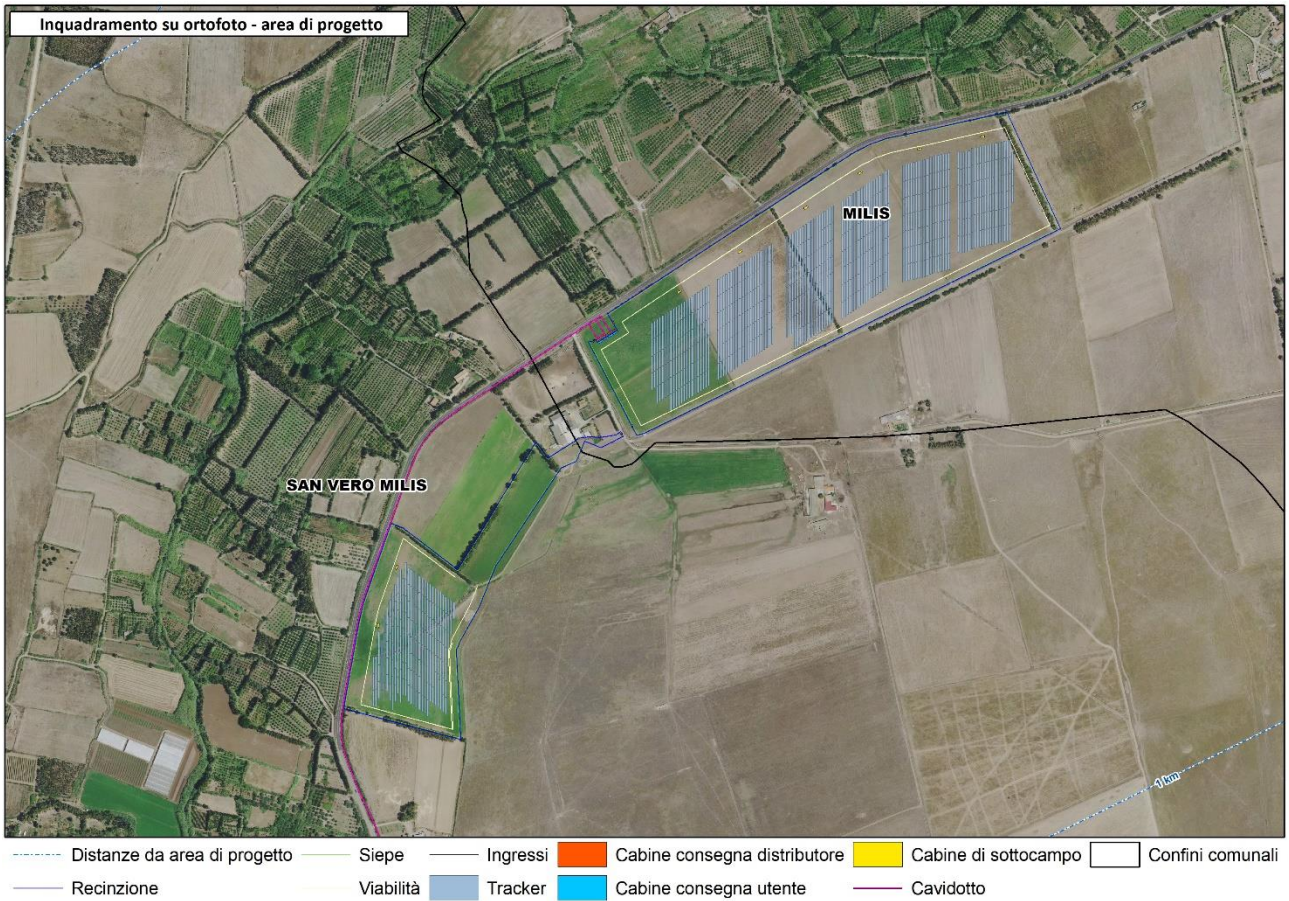 Inquadramento su ortofoto - area di progetto
MILIS
SAN VERO MILIS
1 km
Distanze da area di progetto
Siepe
Ingressi
Cabine consegna distributore
Cabine di sottocampo
Confini comunali
Recinzione
Viabilità
Tracker
Cabine consegna utente
Cavidotto